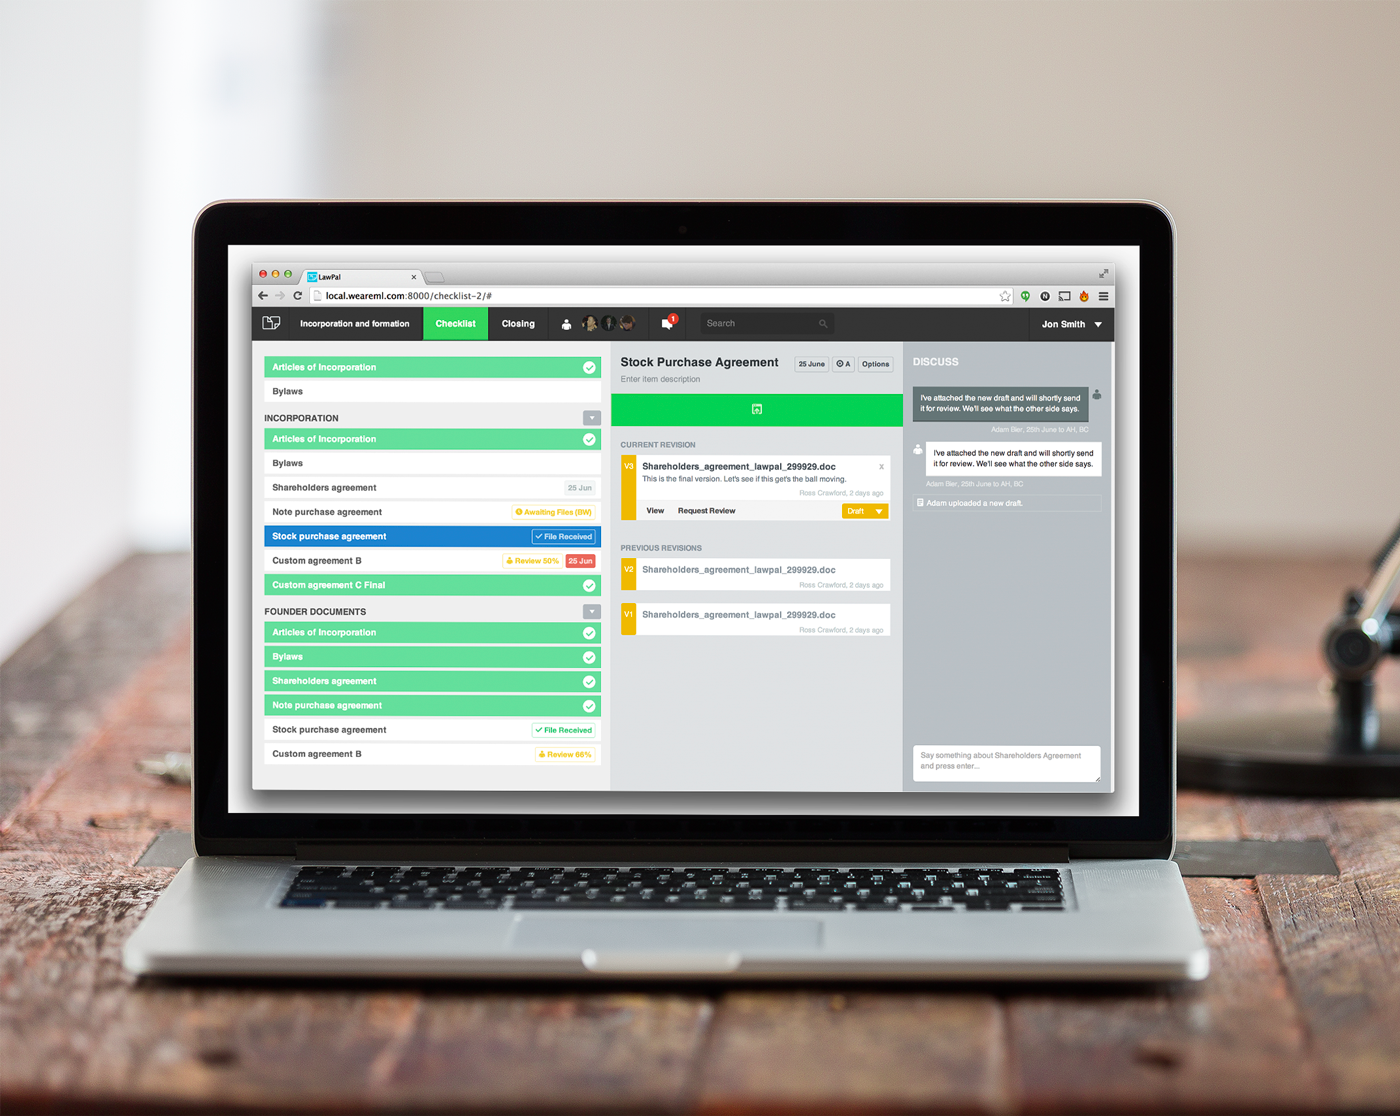 LawPal
local.weareml.com:8000/checklist-2/#
Incorporation and formation
Checklist
Closing
1
Search
Jon Smith
Articles of Incorporation
Bylaws
INCORPORATION
Articles of Incorporation
Bylaws
Shareholders agreement
25 Jun
Note purchase agreement
Awaiting Files (BW)
Stock purchase agreement
File Received
Custom agreement B
Review 50%
25 Jun
Custom agreement C Final
FOUNDER DOCUMENTS
Articles of Incorporation
Bylaws
Shareholders agreement
Note purchase agreement
Stock purchase agreement
File Received
Custom agreement B
Review 66%
Stock Purchase Agreement
25 June
A
Options
Enter item description
CURRENT REVISION
V3
Shareholders_agreement_lawpal_299929.doc
x
This is the final version. Let's see if this get's the ball moving.
Ross Crawford, 2 days ago
View
Request Review
Draft
PREVIOUS REVISIONS
V2
Shareholders_agreement_lawpal_299929.doc
Ross Crawford, 2 days ago
V1
Shareholders_agreement_lawpal_299929.doc
Ross Crawford, 2 days ago
DISCUSS
I've attached the new draft and will shortly send
it for review. We'll see what the other side says.
Adam Bier, 25th June to AH, BC
I've attached the new draft and will shortly send
it for review. We'll see what the other side says.
Adam Bier, 25th June to AH, BC
Adam uploaded a new draft.
Say something about Shareholders Agreement
and press enter...